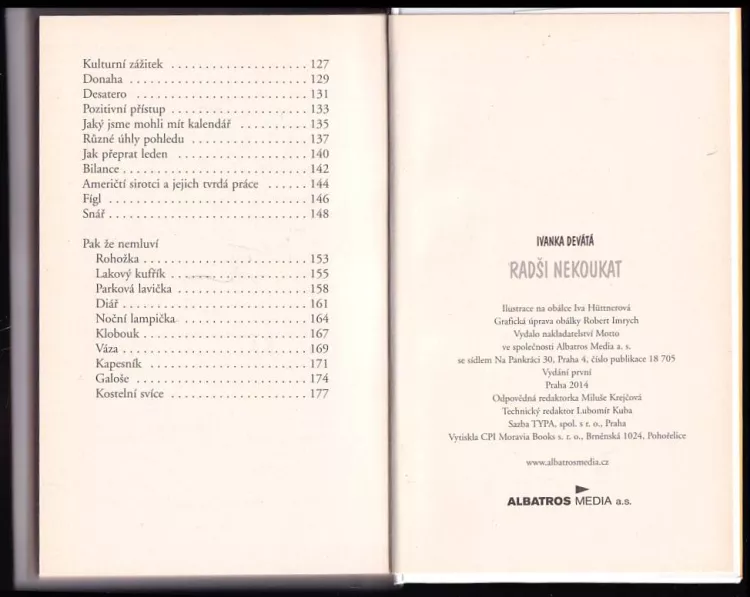 Kulturní zážitek . . . . . . . . . . . . . . . . . . . . 127
Donaha . . . . . . . . . . . . . . . . . . . . . . . . . . 129
Desatero . . . . . . . . . . . . . . . . . . . . . . . . . 131
Pozitivní přístup . . . . . . . . . . . . . . . . . . . . 133
Jaký jsme mohli mít kalendář . . . . . . . . . . 135
Různé úhly pohledu . . . . . . . . . . . . . . . . . 137
Jak přeprat leden . . . . . . . . . . . . . . . . . . . 140
Bilance . . . . . . . . . . . . . . . . . . . . . . . . . . . 142
Američtí sirotci a jejich tvrdá práce . . . . . . 144
Fígl . . . . . . . . . . . . . . . . . . . . . . . . . . . . . 146
Snář . . . . . . . . . . . . . . . . . . . . . . . . . . . . . 148
Pak že nemluví
Rohožka . . . . . . . . . . . . . . . . . . . . . . . . 153
Lakový kufřík . . . . . . . . . . . . . . . . . . . . 155
Parková lavička . . . . . . . . . . . . . . . . . . . 158
Diář . . . . . . . . . . . . . . . . . . . . . . . . . . . 161
Noční lampička . . . . . . . . . . . . . . . . . . . 164
Klobouk . . . . . . . . . . . . . . . . . . . . . . . . 167
Váza . . . . . . . . . . . . . . . . . . . . . . . . . . . 169
Kapesník . . . . . . . . . . . . . . . . . . . . . . . 171
Galoše . . . . . . . . . . . . . . . . . . . . . . . . . 174
Kostelní svíce . . . . . . . . . . . . . . . . . . . . 177
IVANKA DEVÁTÁ
RADŠI NEKOUKAT
Ilustrace na obálce Iva Hüttnerová
Grafická úprava obálky Robert Imrych
Vydalo nakladatelství Motto
ve společnosti Albatros Media a. s.
se sídlem Na Pankráci 30, Praha 4, číslo publikace 18 705
Vydání první
Praha 2014
Odpovědná redaktorka Miluše Krejčová
Technický redaktor Lubomír Kuba
Sazba TYPA, spol. s r. o., Praha
Vytiskla CPI Moravia Books s. r. o., Brněnská 1024, Pohořelice
www.albatrosmedia.cz
ALBATROS MEDIA a.s.